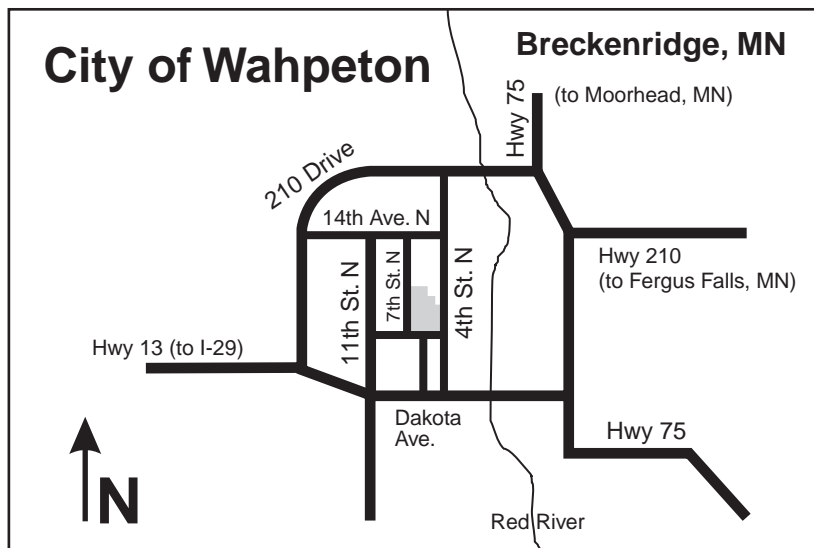 City of Wahpeton
Breckenridge, MN
Hwy 75
(to Moorhead, MN)
210 Drive
14th Ave. N
11th St. N
7th St. N
4th St. N
Hwy 210
(to Fergus Falls, MN)
Hwy 13 (to I-29)
Dakota
Ave.
Hwy 75
N
Red River